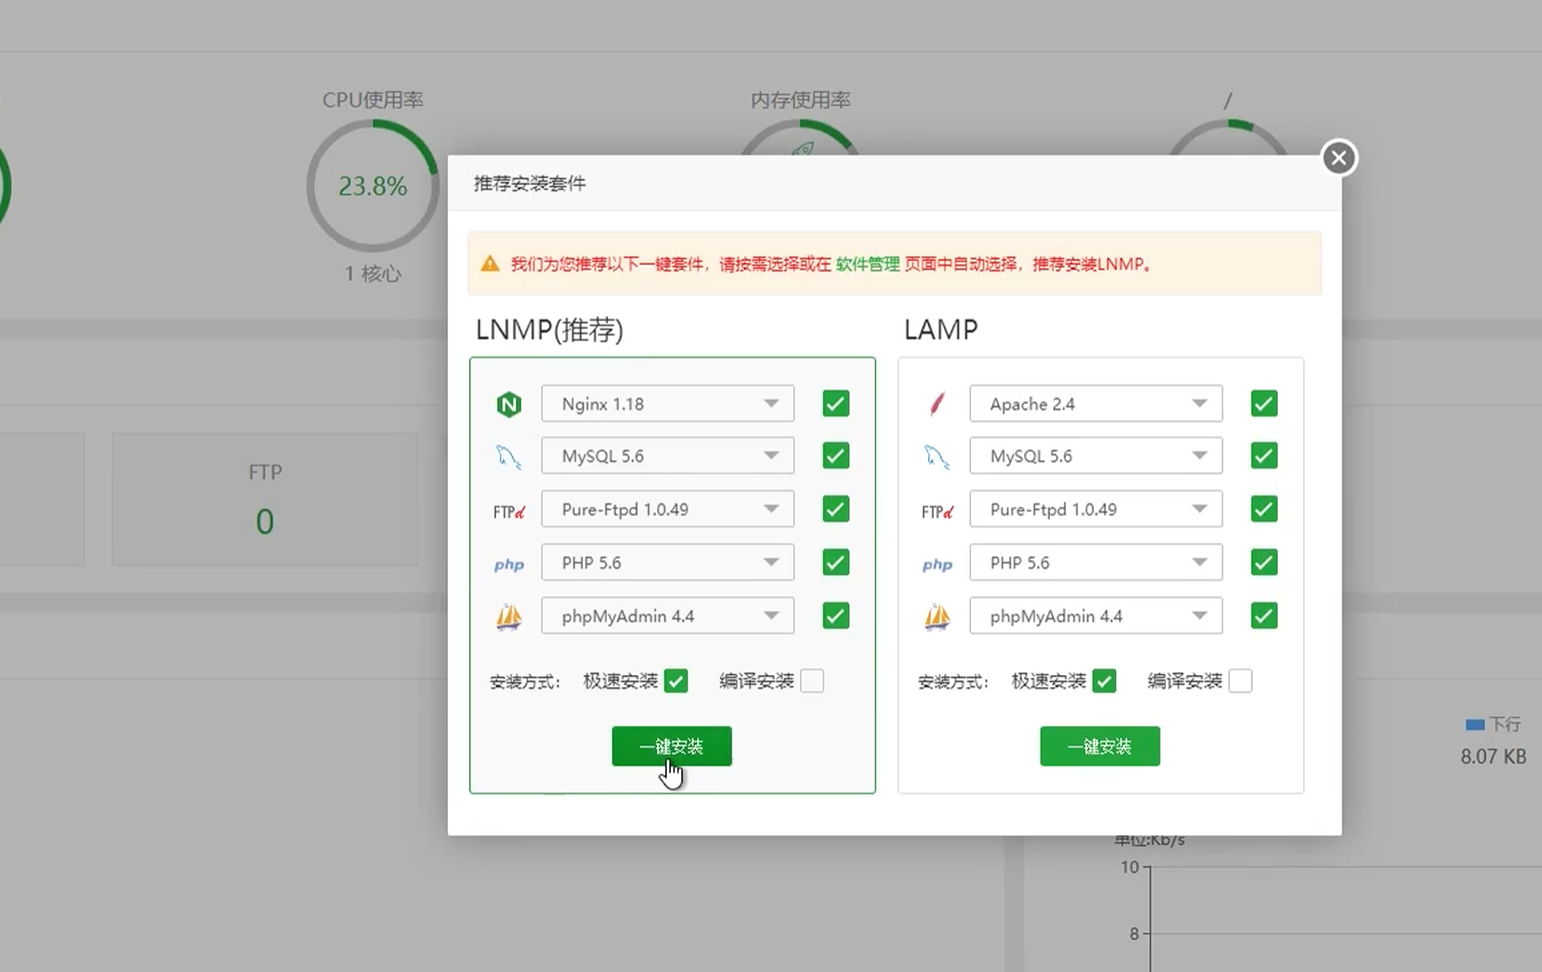 CPU使用率
内存使用率
/
23.8%
1 核心
推荐安装套件
我们为您推荐以下一键套件，请按需选择或在 软件管理 页面中自动选择，推荐安装LNMP。
LNMP(推荐)
LAMP
Nginx 1.18
Apache 2.4
MySQL 5.6
MySQL 5.6
FTPd
Pure-Ftpd 1.0.49
FTPd
Pure-Ftpd 1.0.49
php
PHP 5.6
php
PHP 5.6
phpMyAdmin 4.4
phpMyAdmin 4.4
安装方式： 极速安装 编译安装
安装方式： 极速安装 编译安装
一键安装
一键安装
FTP
0
下行
8.07 KB
单位:Kb/s
10
8